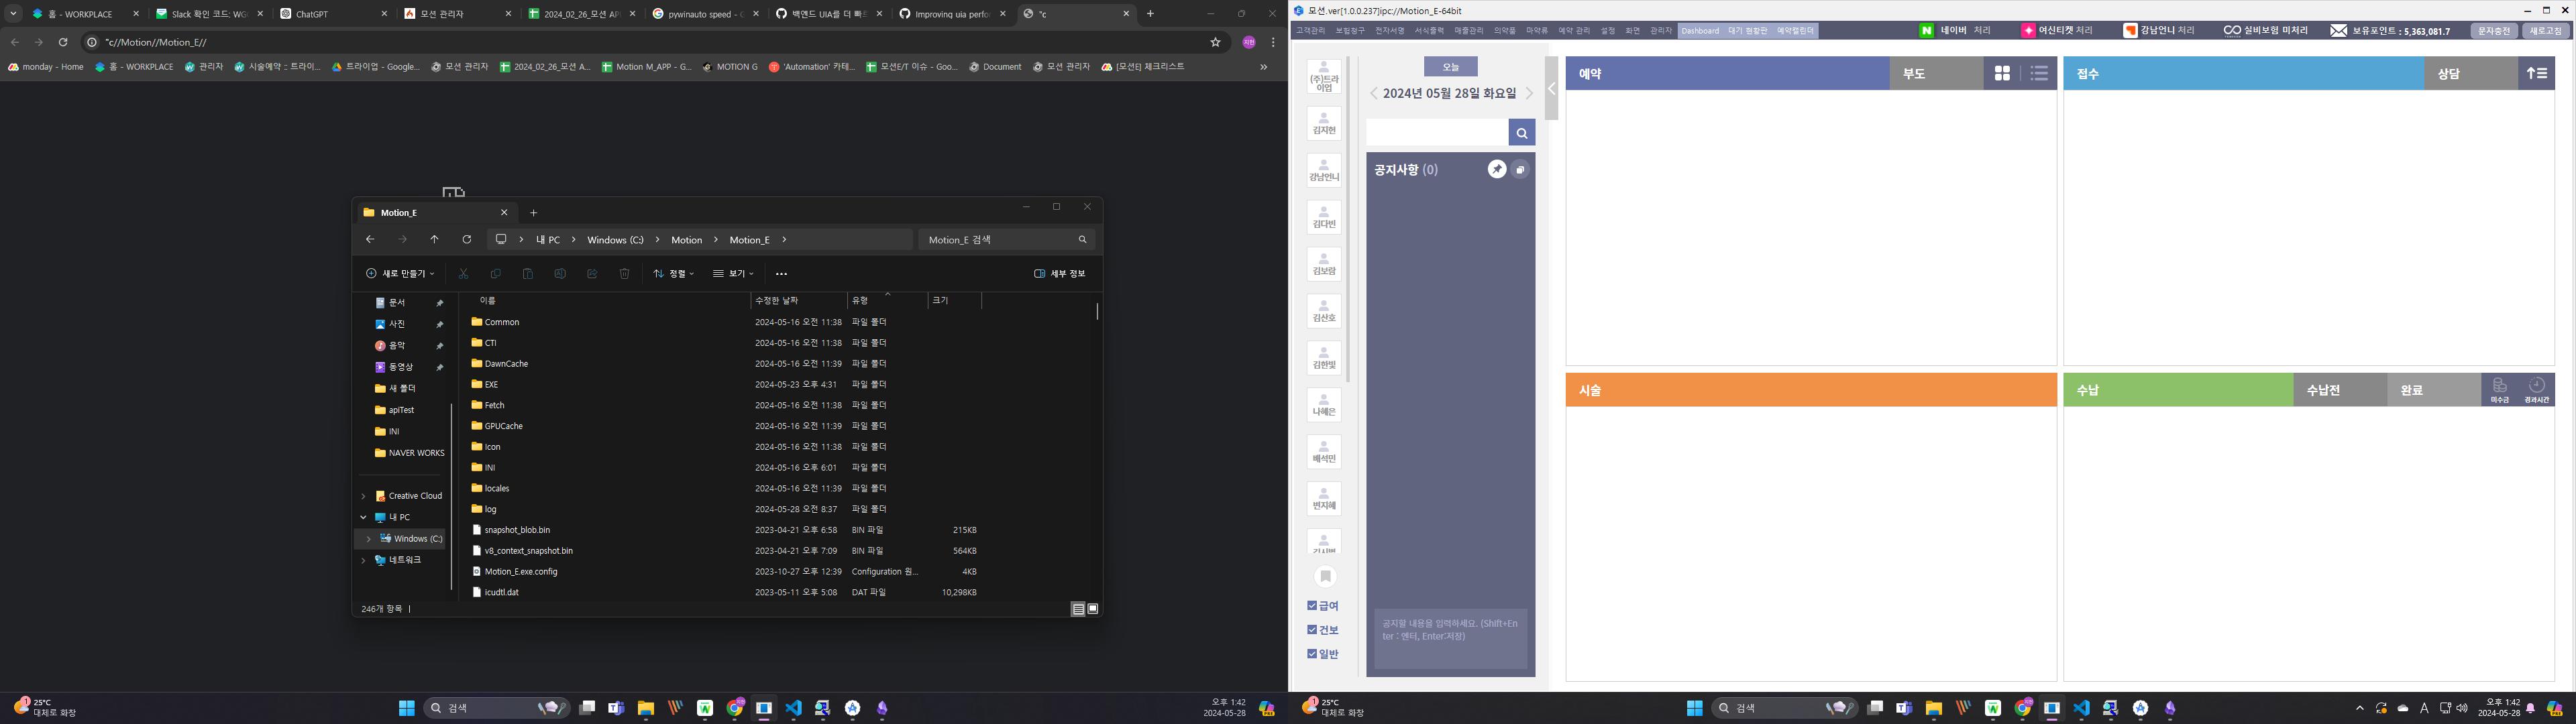 홈 - WORKPLACE
Slack 확인 코드: WG
ChatGPT
모션 관리자
2024_02_26_모션 API
pywinauto speed - G
백엔드 UIA를 더 빠르
Improving uia perfor
"c
"c//Motion//Motion_E//
지헌
monday - Home
홈 - WORKPLACE
관리자
시술예약 :: 트라이...
트라이업 - Google...
모션 관리자
2024_02_26_모션 A...
Motion M_APP - G...
MOTION G
'Automation' 카테...
모션E/T 이슈 - Goo...
Document
모션 관리자
[모션E] 체크리스트
Motion_E
내 PC
Windows (C:)
Motion
Motion_E
Motion_E 검색
새로 만들기
정렬
보기
세부 정보
이름 수정한 날짜 유형 크기
문서
사진
음악
동영상
새 폴더
apiTest
INI
NAVER WORKS
Creative Cloud
내 PC
Windows (C:)
네트워크
Common 2024-05-16 오전 11:38 파일 폴더
CTI 2024-05-16 오전 11:38 파일 폴더
DawnCache 2024-05-16 오전 11:39 파일 폴더
EXE 2024-05-23 오후 4:31 파일 폴더
Fetch 2024-05-16 오전 11:38 파일 폴더
GPUCache 2024-05-16 오전 11:39 파일 폴더
Icon 2024-05-16 오전 11:38 파일 폴더
INI 2024-05-16 오후 6:01 파일 폴더
locales 2024-05-16 오전 11:39 파일 폴더
log 2024-05-28 오전 8:37 파일 폴더
snapshot_blob.bin 2023-04-21 오후 6:58 BIN 파일 215KB
v8_context_snapshot.bin 2023-04-21 오후 7:09 BIN 파일 564KB
Motion_E.exe.config 2023-10-27 오후 12:39 Configuration 원... 4KB
icudtl.dat 2023-05-11 오후 5:08 DAT 파일 10,298KB
246개 항목
25°C
대체로 화창
검색
오후 1:42
2024-05-28
모션.ver[1.0.0.237]ipc://Motion_E-64bit
고객관리 보험청구 전자서명 서식출력 매출관리 의약품 마약류 예약 관리 설정 화면 관리자 Dashboard 대기 현황판 예약캘린더
네이버 처리
여신티켓 처리
강남언니 처리
실비보험 미처리
보유포인트 : 5,363,081.7
문자충전
새로고침
(주)트라
이업
김지헌
강남언니
김다빈
김보람
김산호
김한빛
나혜은
배석민
변지혜
급여
건보
일반
오늘
2024년 05월 28일 화요일
공지사항 (0)
공지할 내용을 입력하세요. (Shift+En
ter : 엔터, Enter:저장)
예약
부도
접수
상담
시술
수납
수납전
완료
미수금
경과시간
25°C
대체로 화창
검색
A
오후 1:42
2024-05-28